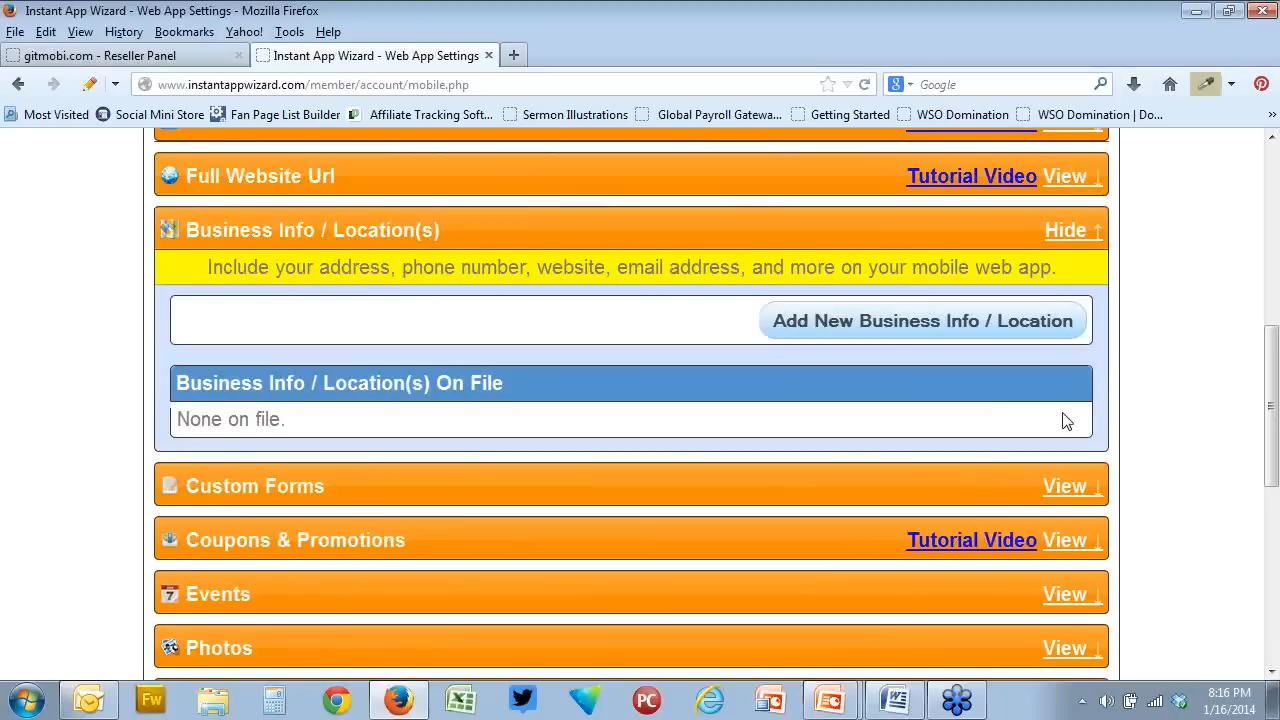 Instant App Wizard - Web App Settings - Mozilla Firefox
File Edit View History Bookmarks Yahoo! Tools Help
gitmobi.com - Reseller Panel × Instant App Wizard - Web App Settings × +
www.instantappwizard.com/member/account/mobile.php Google
Most Visited Social Mini Store Fan Page List Builder Affiliate Tracking Soft... Sermon Illustrations Global Payroll Gatewa... Getting Started WSO Domination WSO Domination | Do... »
Full Website Url Tutorial Video View ↓
Business Info / Location(s) Hide ↑
Include your address, phone number, website, email address, and more on your mobile web app.
Add New Business Info / Location
Business Info / Location(s) On File
None on file.
Custom Forms View ↓
Coupons & Promotions Tutorial Video View ↓
7 Events View ↓
Photos View ↓
Fw PC
8:16 PM
1/16/2014